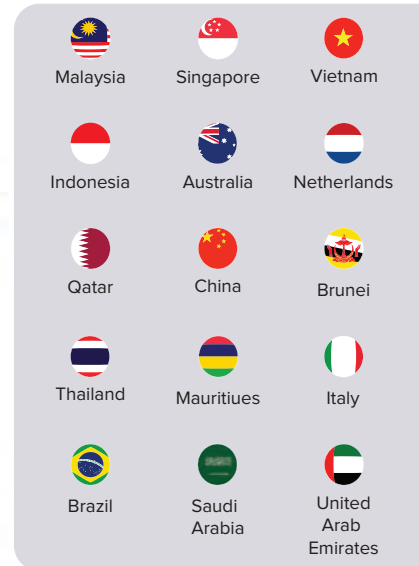 Malaysia
Singapore
Vietnam
Indonesia
Australia
Netherlands
Qatar
China
Brunei
Thailand
Mauritiues
Italy
Brazil
Saudi
Arabia
United
Arab
Emirates